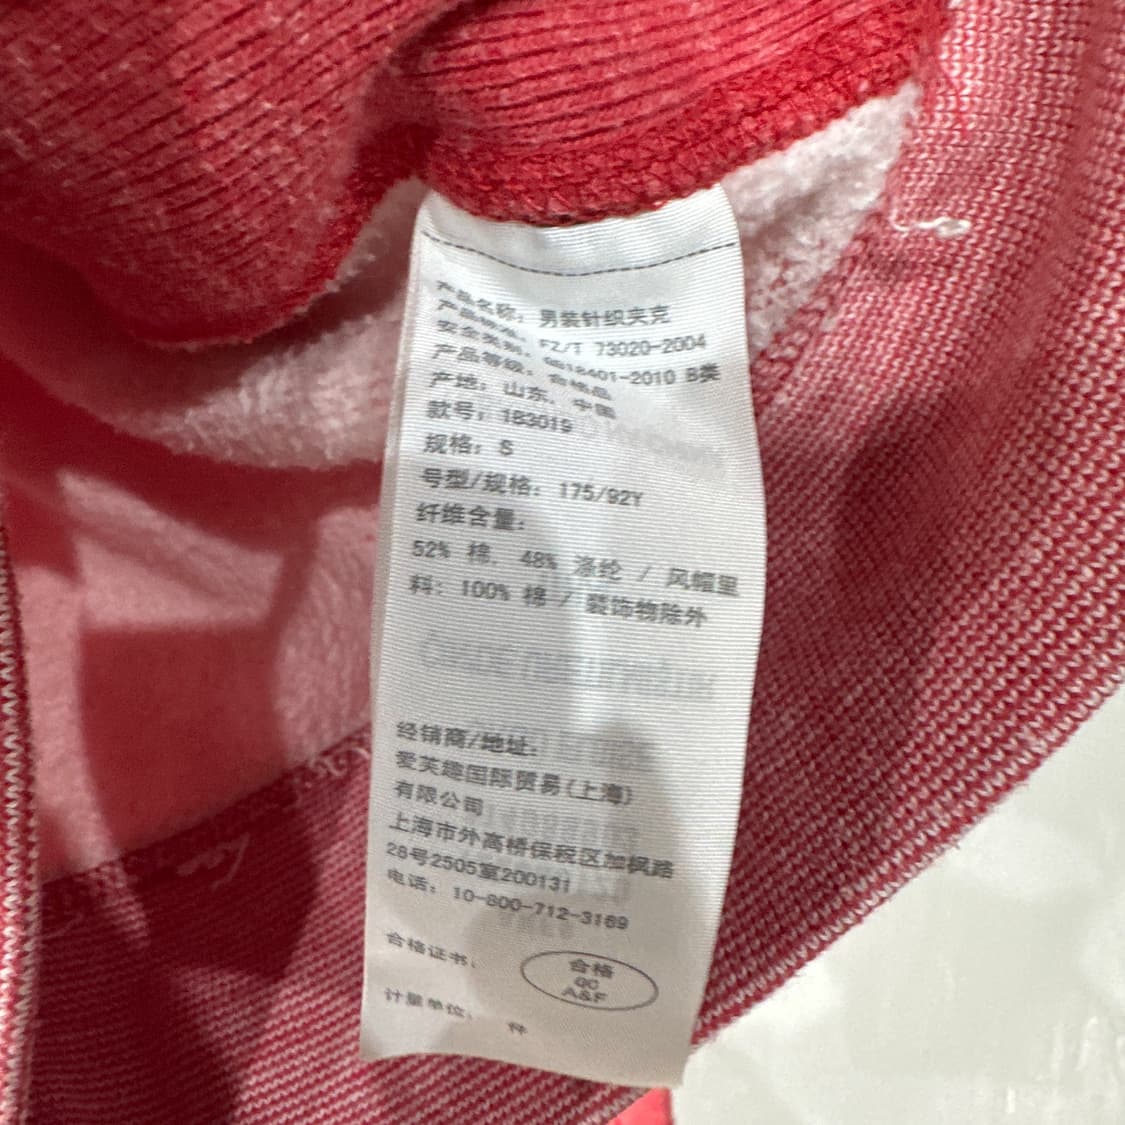 产品名称: 男装针织夹克
产品标准: FZ/T 73020-2004
安全类别: GB18401-2010 B类
产品等级: 合格品
产地: 山东, 中国
款号: 183019
规格: S
号型/规格: 175/92Y
纤维含量:
52% 棉, 48% 涤纶 / 风帽里
料: 100% 棉 / 装饰物除外
经销商/地址:
爱芙趣国际贸易(上海)
有限公司
上海市外高桥保税区加枫路
28号2505室200131
电话: 10-800-712-3169
合格证书:
合格
QC
A&F
计量单位: 件